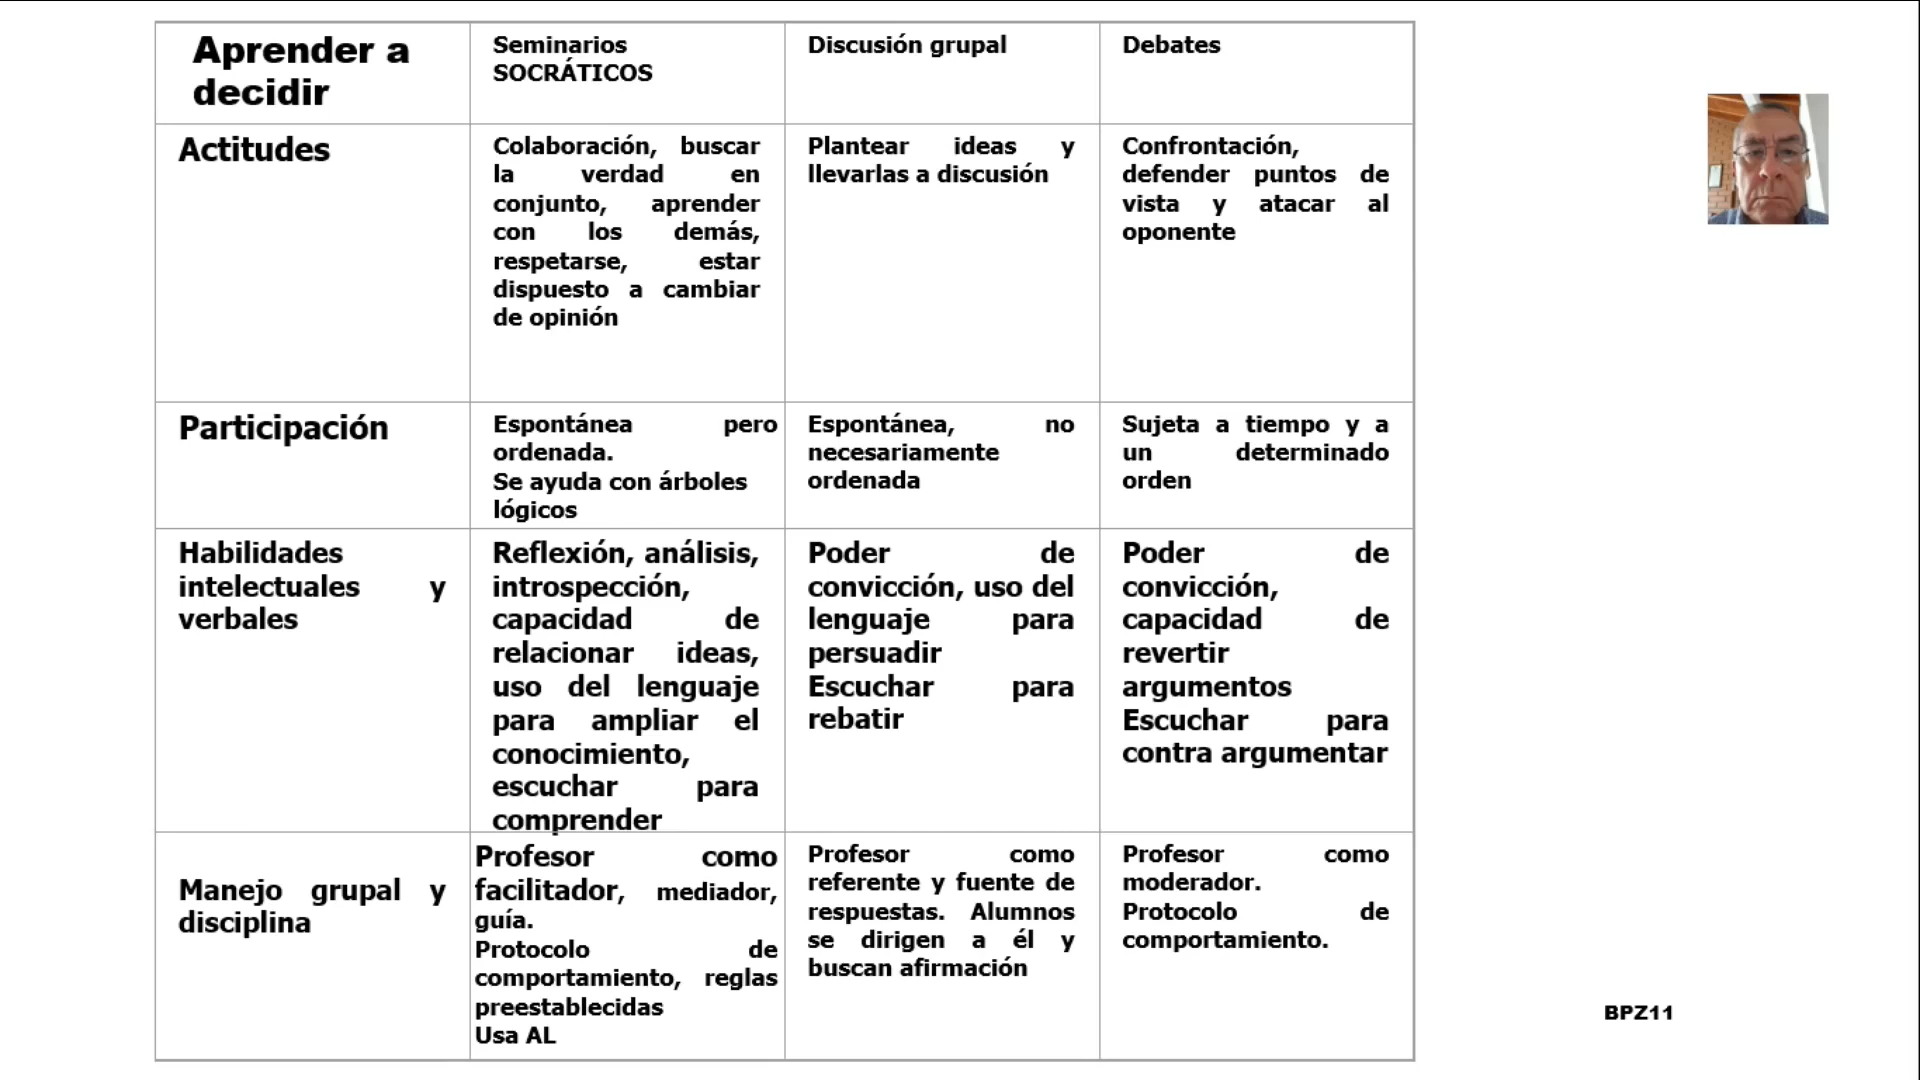 Aprender a
decidir
Seminarios
SOCRÁTICOS
Discusión grupal
Debates
Actitudes
Colaboración, buscar
la verdad en
conjunto, aprender
con los demás,
respetarse, estar
dispuesto a cambiar
de opinión
Plantear ideas y
llevarlas a discusión
Confrontación,
defender puntos de
vista y atacar al
oponente
Participación
Espontánea pero
ordenada.
Se ayuda con árboles
lógicos
Espontánea, no
necesariamente
ordenada
Sujeta a tiempo y a
un determinado
orden
Habilidades
intelectuales y
verbales
Reflexión, análisis,
introspección,
capacidad de
relacionar ideas,
uso del lenguaje
para ampliar el
conocimiento,
escuchar para
comprender
Poder de
convicción, uso del
lenguaje para
persuadir
Escuchar para
rebatir
Poder de
convicción,
capacidad de
revertir
argumentos
Escuchar para
contra argumentar
Manejo grupal y
disciplina
Profesor como
facilitador, mediador,
guía.
Protocolo de
comportamiento, reglas
preestablecidas
Usa AL
Profesor como
referente y fuente de
respuestas. Alumnos
se dirigen a él y
buscan afirmación
Profesor como
moderador.
Protocolo de
comportamiento.
BPZ11